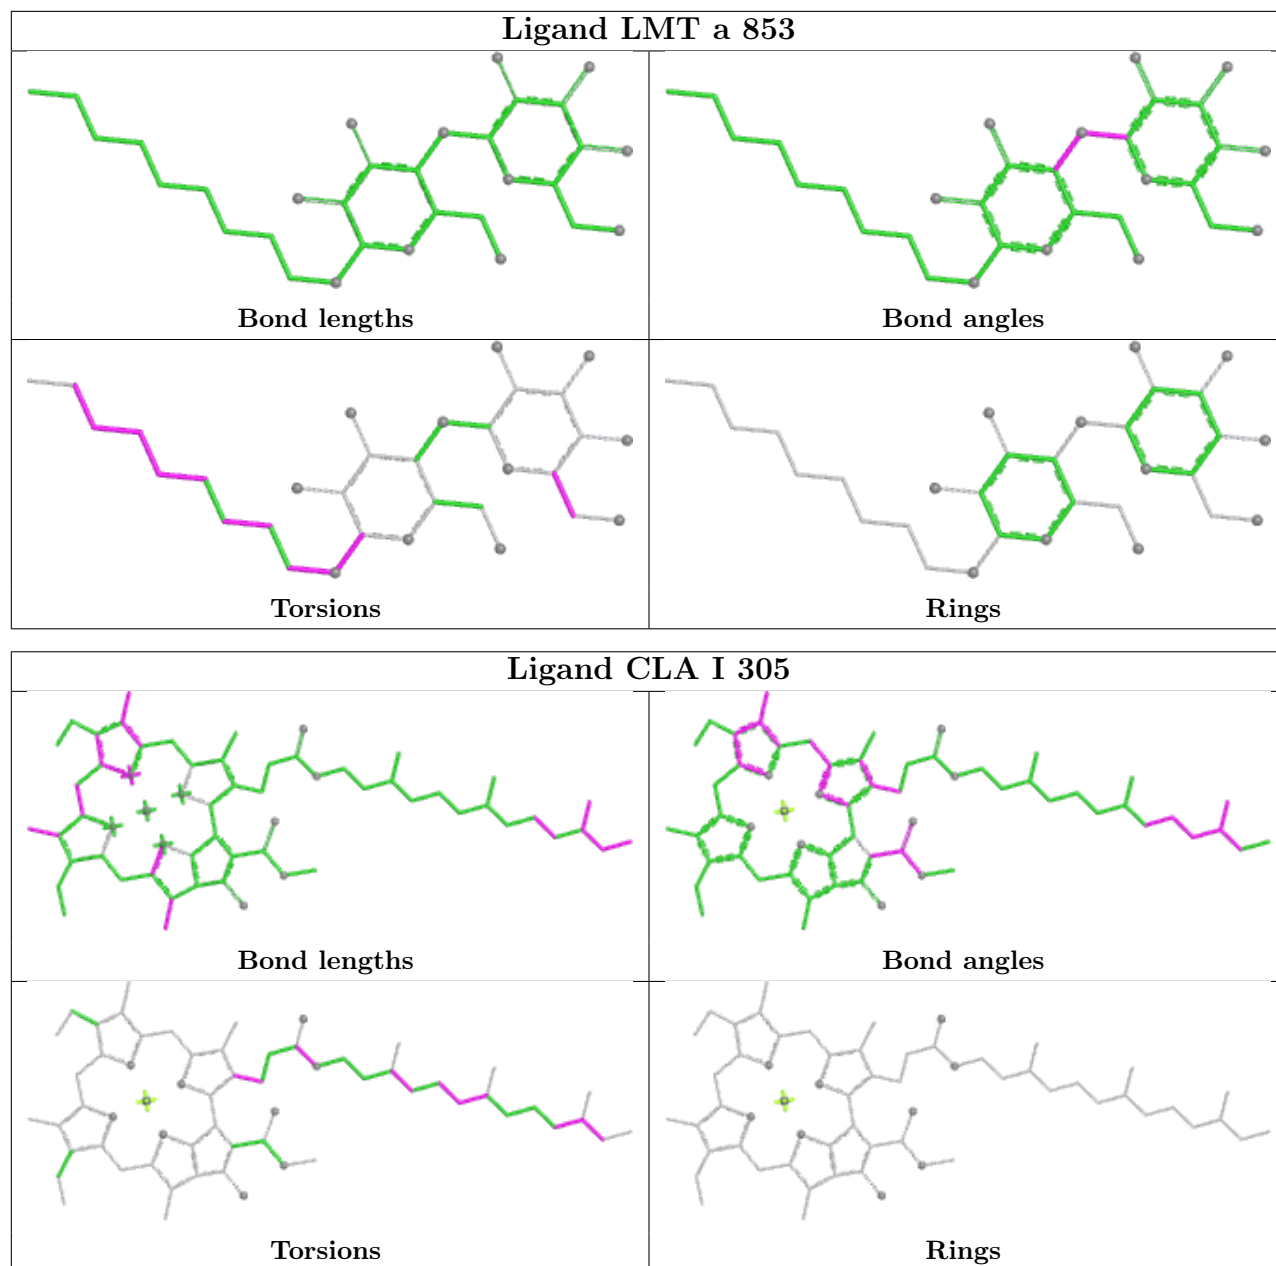 Ligand LMT a 853
Bond lengths
Bond angles
Torsions
Rings
Ligand CLA I 305
Bond lengths
Bond angles
Torsions
Rings